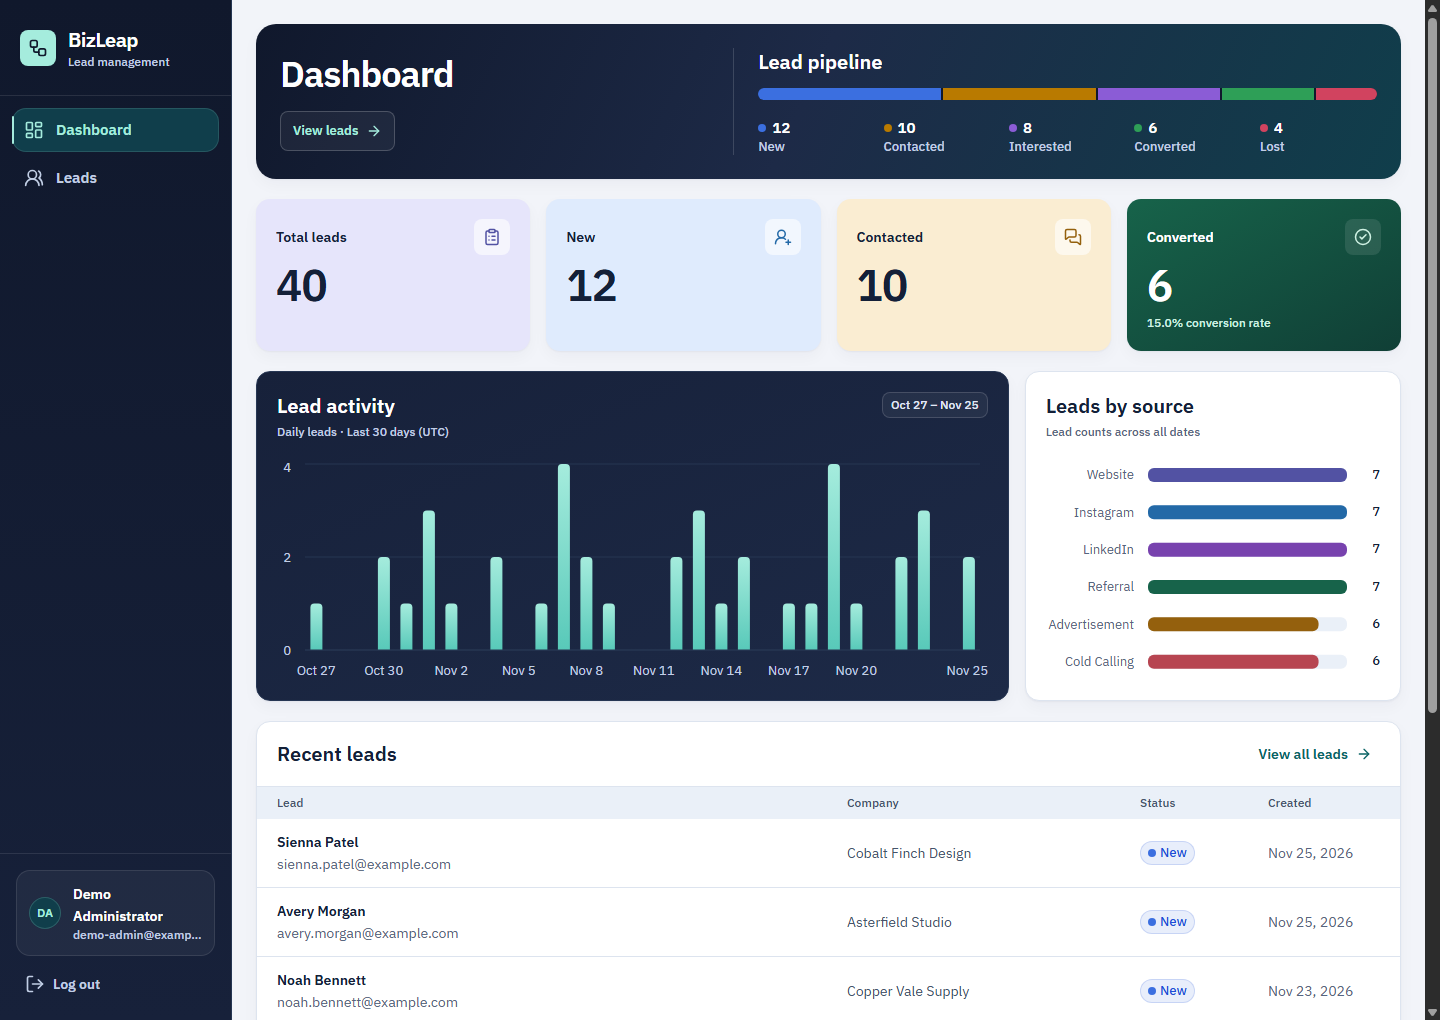 BizLeap
Lead management
Dashboard
Leads
Demo
Administrator
DA
demo-admin@examp...
Log out
Dashboard
View leads
Lead pipeline
12
New
10
Contacted
8
Interested
6
Converted
4
Lost
Total leads
40
New
12
Contacted
10
Converted
6
15.0% conversion rate
Lead activity
Oct 27 – Nov 25
Daily leads · Last 30 days (UTC)
4
2
0
Oct 27 Oct 30 Nov 2 Nov 5 Nov 8 Nov 11 Nov 14 Nov 17 Nov 20 Nov 25
Leads by source
Lead counts across all dates
Website 7
Instagram 7
LinkedIn 7
Referral 7
Advertisement 6
Cold Calling 6
Recent leads
View all leads
Lead Company Status Created
Sienna Patel
sienna.patel@example.com
Cobalt Finch Design
New
Nov 25, 2026
Avery Morgan
avery.morgan@example.com
Asterfield Studio
New
Nov 25, 2026
Noah Bennett
noah.bennett@example.com
Copper Vale Supply
New
Nov 23, 2026